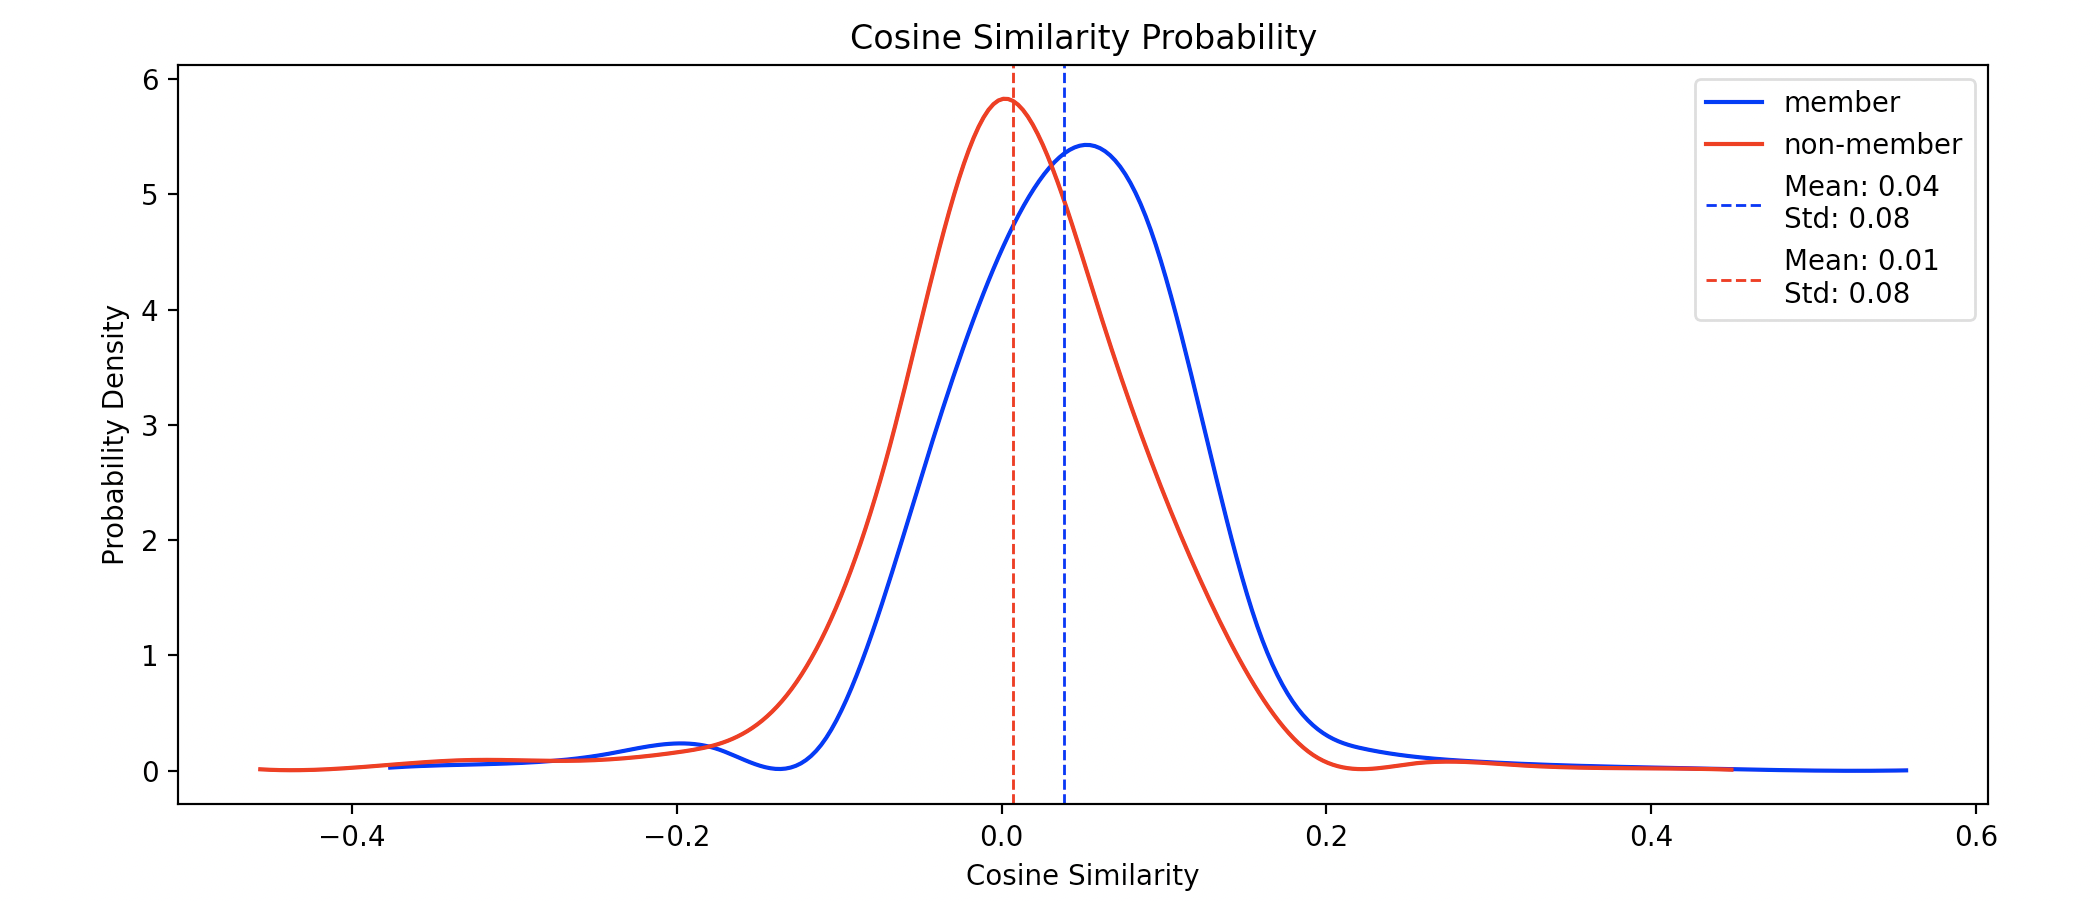 Cosine Similarity Probability
6
5
4
3
2
1
0
Probability Density
member
non-member
Mean: 0.04
Std: 0.08
Mean: 0.01
Std: 0.08
−0.4
−0.2
0.0
0.2
0.4
0.6
Cosine Similarity